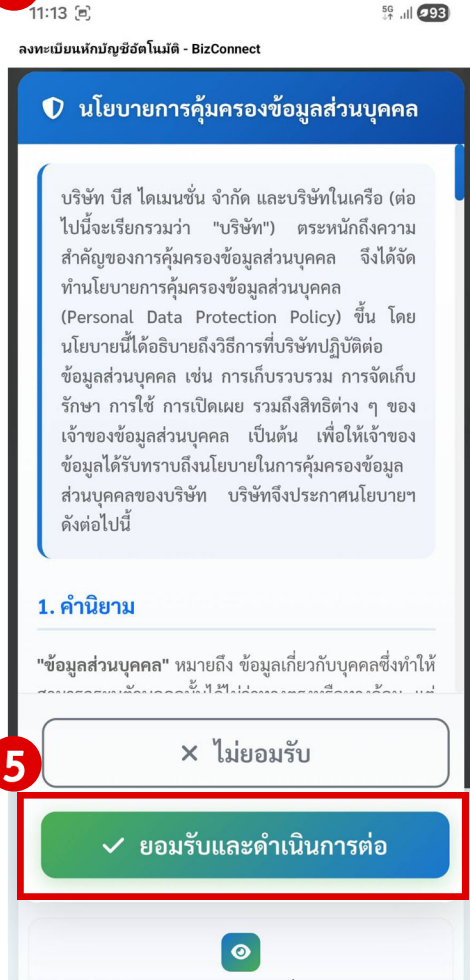 11:13
5G 93
ลงทะเบียนหักบัญชีอัตโนมัติ - BizConnect
นโยบายการคุ้มครองข้อมูลส่วนบุคคล
บริษัท บีส ไดเมนชั่น จำกัด และบริษัทในเครือ (ต่อ
ไปนี้จะเรียกรวมว่า "บริษัท") ตระหนักถึงความ
สำคัญของการคุ้มครองข้อมูลส่วนบุคคล จึงได้จัด
ทำนโยบายการคุ้มครองข้อมูลส่วนบุคคล
(Personal Data Protection Policy) ขึ้น โดย
นโยบายนี้ได้อธิบายถึงวิธีการที่บริษัทปฏิบัติต่อ
ข้อมูลส่วนบุคคล เช่น การเก็บรวบรวม การจัดเก็บ
รักษา การใช้ การเปิดเผย รวมถึงสิทธิต่าง ๆ ของ
เจ้าของข้อมูลส่วนบุคคล เป็นต้น เพื่อให้เจ้าของ
ข้อมูลได้รับทราบถึงนโยบายในการคุ้มครองข้อมูล
ส่วนบุคคลของบริษัท บริษัทจึงประกาศนโยบายฯ
ดังต่อไปนี้
1. คำนิยาม
"ข้อมูลส่วนบุคคล" หมายถึง ข้อมูลเกี่ยวกับบุคคลซึ่งทำให้
ไม่ยอมรับ
5
ยอมรับและดำเนินการต่อ